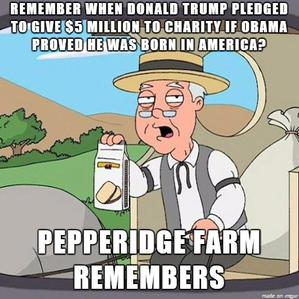 REMEMBER WHEN DONALD TRUMP PLEDGED
TO GIVE $5 MILLION TO CHARITY IF OBAMA
PROVED HE WAS BORN IN AMERICA?
PEPPERIDGE FARM
REMEMBERS
made on imgur